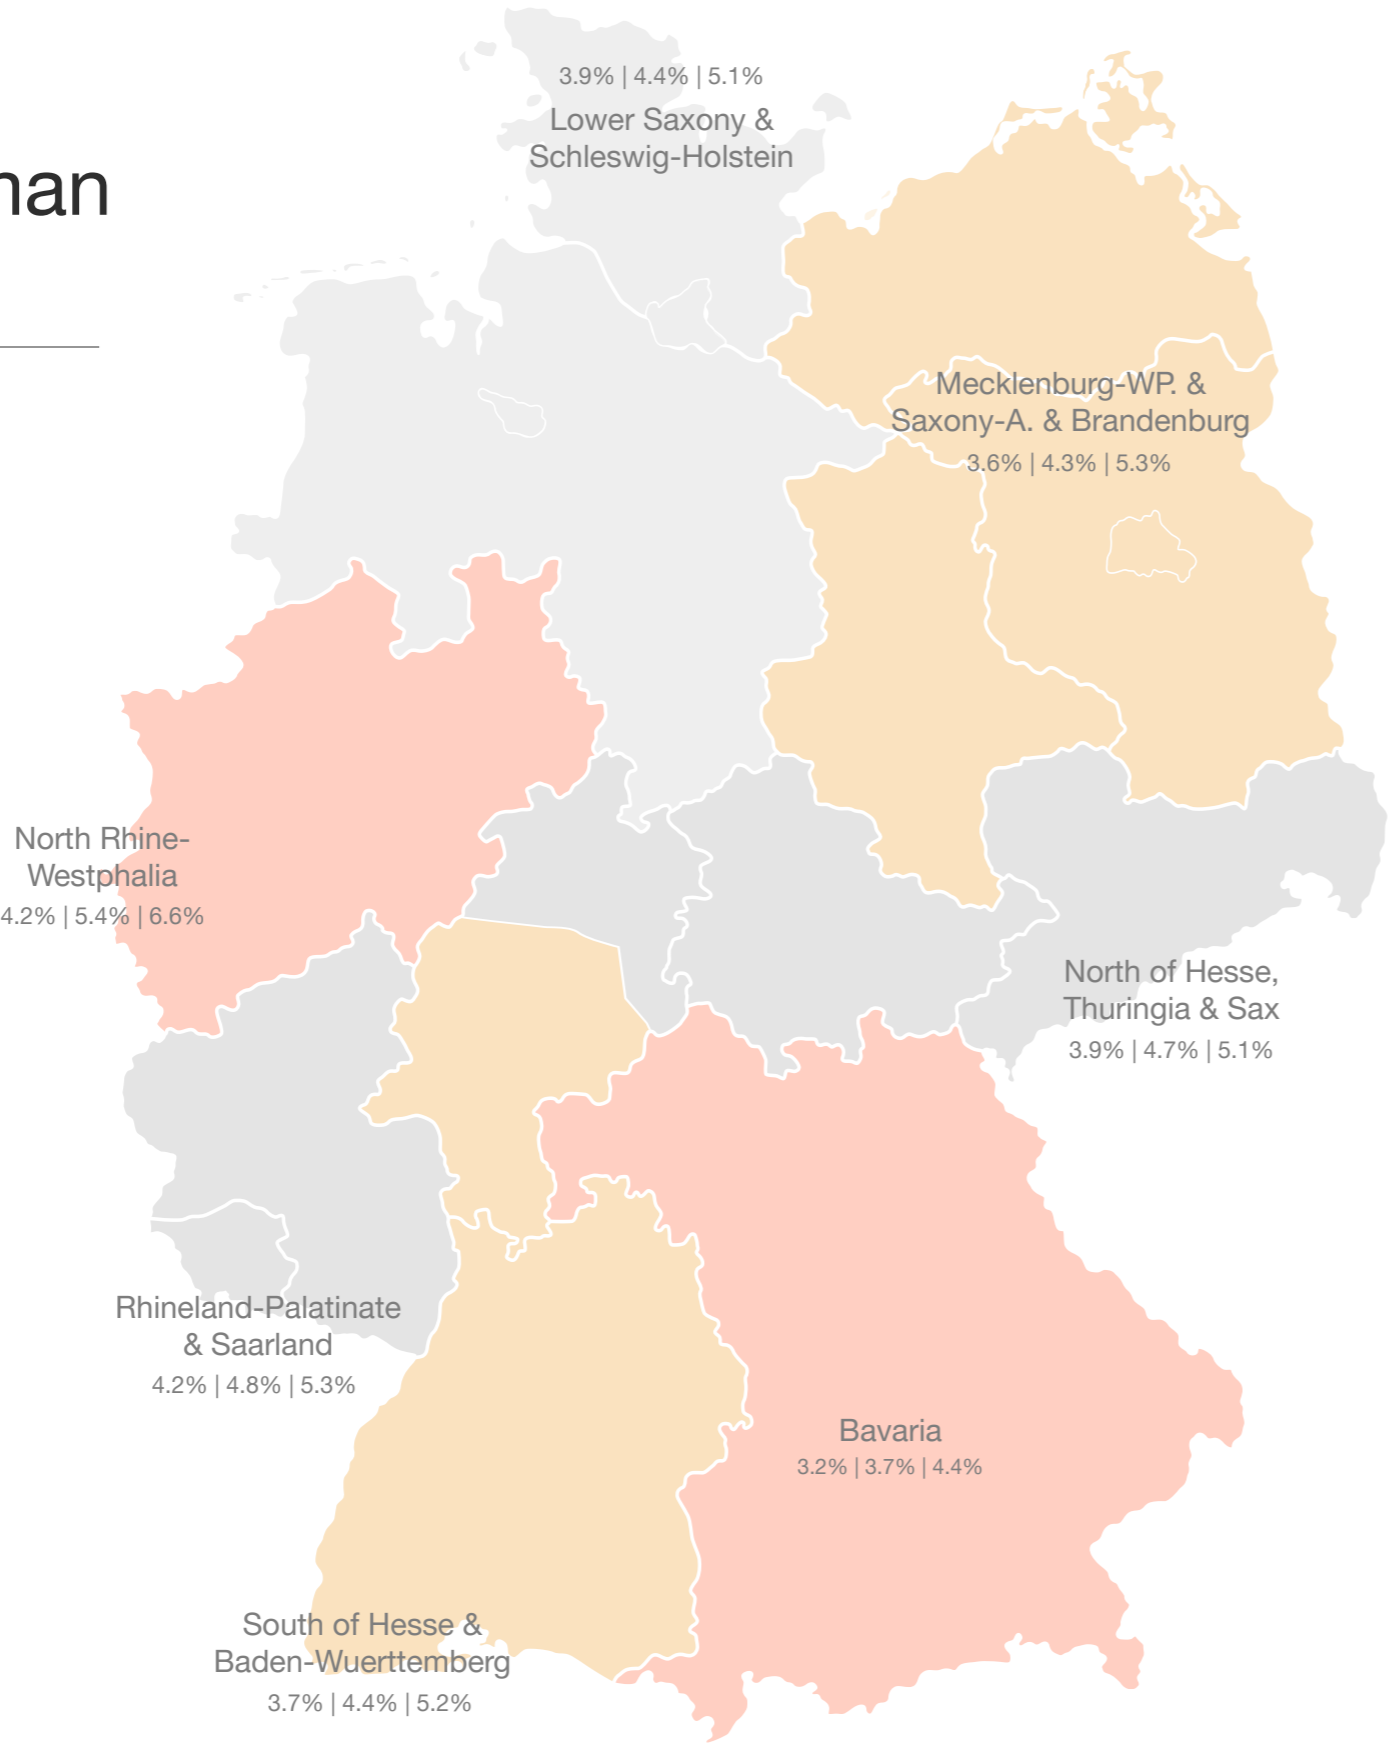 3.9% | 4.4% | 5.1%
Lower Saxony &
Schleswig-Holstein
man
Mecklenburg-WP. &
Saxony-A. & Brandenburg
3.6% | 4.3% | 5.3%
North Rhine-
Westphalia
4.2% | 5.4% | 6.6%
North of Hesse,
Thuringia & Sax
3.9% | 4.7% | 5.1%
Rhineland-Palatinate
& Saarland
4.2% | 4.8% | 5.3%
Bavaria
3.2% | 3.7% | 4.4%
South of Hesse &
Baden-Wuerttemberg
3.7% | 4.4% | 5.2%